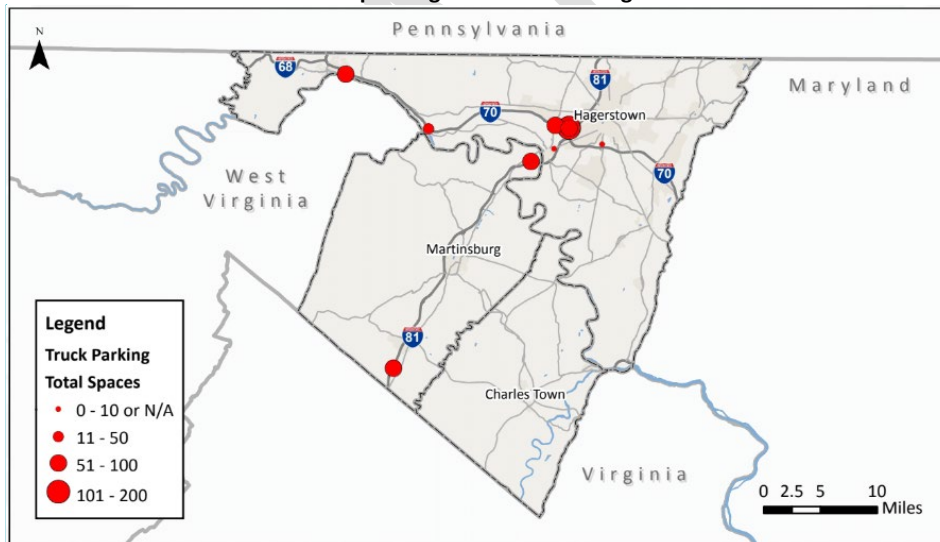 N
Pennsylvania
68
81
Maryland
70
Hagerstown
West
Virginia
70
Martinsburg
81
Charles Town
Virginia
Legend
Truck Parking
Total Spaces
0 - 10 or N/A
11 - 50
51 - 100
101 - 200
0 2.5 5 10
Miles